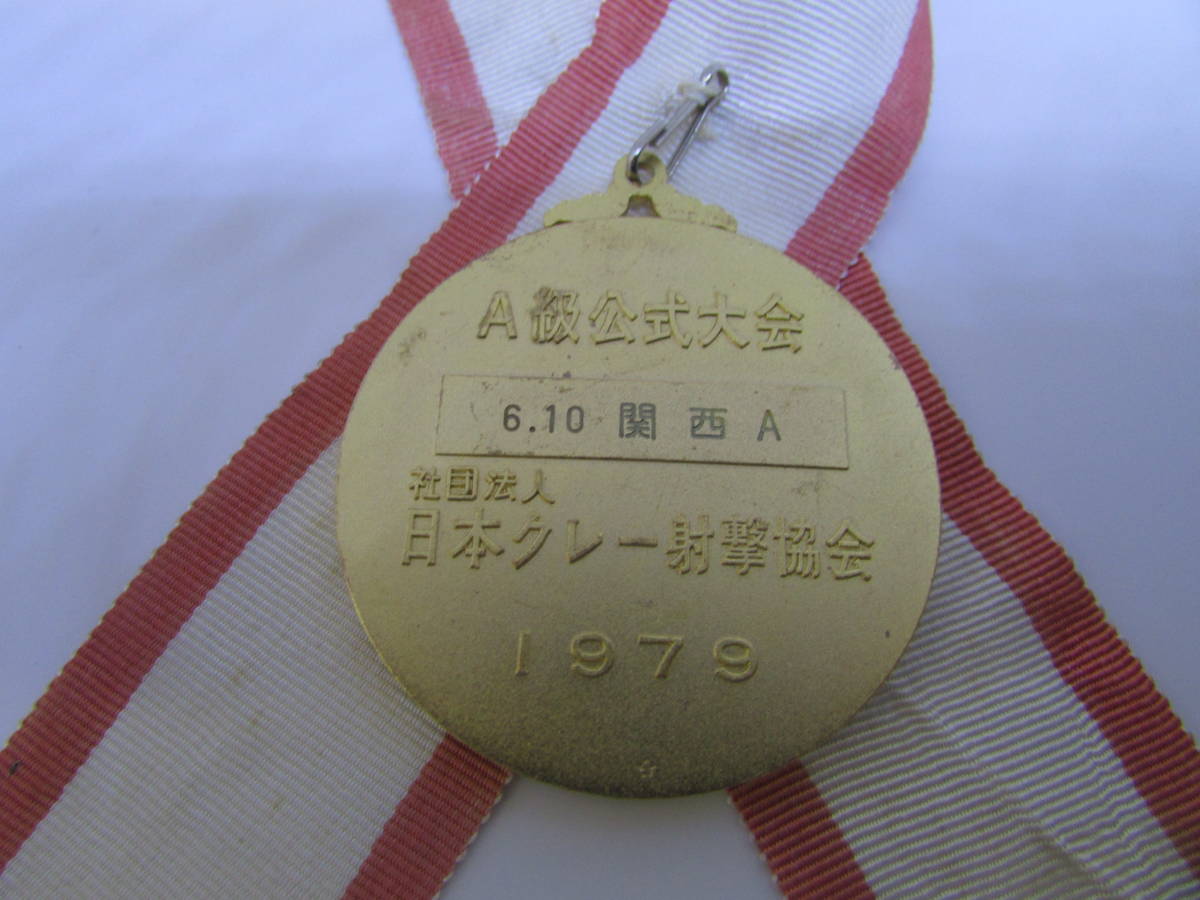 A級公式大会
6.10 関西A
社団法人
日本クレー射撃協会
1979